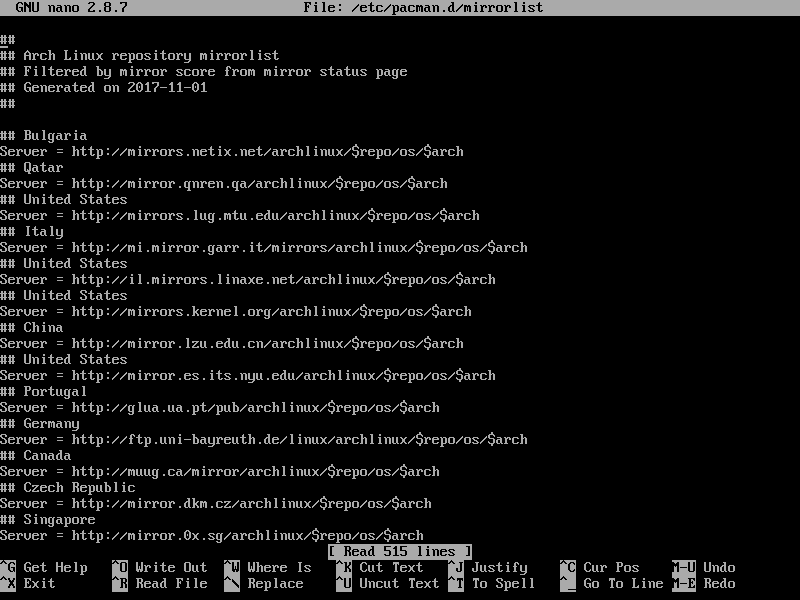 GNU nano 2.8.7 File: /etc/pacman.d/mirrorlist
##
## Arch Linux repository mirrorlist
## Filtered by mirror score from mirror status page
## Generated on 2017-11-01
##
## Bulgaria
Server = http://mirrors.netix.net/archlinux/$repo/os/$arch
## Qatar
Server = http://mirror.qnren.qa/archlinux/$repo/os/$arch
## United States
Server = http://mirrors.lug.mtu.edu/archlinux/$repo/os/$arch
## Italy
Server = http://mi.mirror.garr.it/mirrors/archlinux/$repo/os/$arch
## United States
Server = http://il.mirrors.linaxe.net/archlinux/$repo/os/$arch
## United States
Server = http://mirrors.kernel.org/archlinux/$repo/os/$arch
## China
Server = http://mirror.lzu.edu.cn/archlinux/$repo/os/$arch
## United States
Server = http://mirror.es.its.nyu.edu/archlinux/$repo/os/$arch
## Portugal
Server = http://glua.ua.pt/pub/archlinux/$repo/os/$arch
## Germany
Server = http://ftp.uni-bayreuth.de/linux/archlinux/$repo/os/$arch
## Canada
Server = http://muug.ca/mirror/archlinux/$repo/os/$arch
## Czech Republic
Server = http://mirror.dkm.cz/archlinux/$repo/os/$arch
## Singapore
Server = http://mirror.0x.sg/archlinux/$repo/os/$arch
[ Read 515 lines ]
^G Get Help ^O Write Out ^W Where Is ^K Cut Text ^J Justify ^C Cur Pos M-U Undo
^X Exit ^R Read File ^\ Replace ^U Uncut Text ^T To Spell ^_ Go To Line M-E Redo